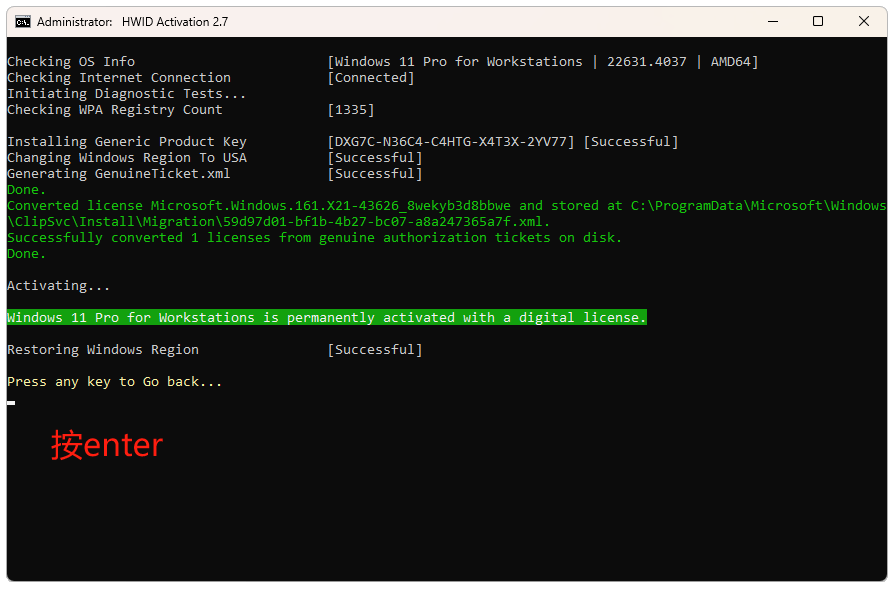 Administrator: HWID Activation 2.7
Checking OS Info [Windows 11 Pro for Workstations | 22631.4037 | AMD64]
Checking Internet Connection [Connected]
Initiating Diagnostic Tests...
Checking WPA Registry Count [1335]
Installing Generic Product Key [DXG7C-N36C4-C4HTG-X4T3X-2YV77] [Successful]
Changing Windows Region To USA [Successful]
Generating GenuineTicket.xml [Successful]
Done.
Converted license Microsoft.Windows.161.X21-43626_8wekyb3d8bbwe and stored at C:\ProgramData\Microsoft\Windows
\ClipSvc\Install\Migration\59d97d01-bf1b-4b27-bc07-a8a247365a7f.xml.
Successfully converted 1 licenses from genuine authorization tickets on disk.
Done.
Activating...
Windows 11 Pro for Workstations is permanently activated with a digital license.
Restoring Windows Region [Successful]
Press any key to Go back...
按enter